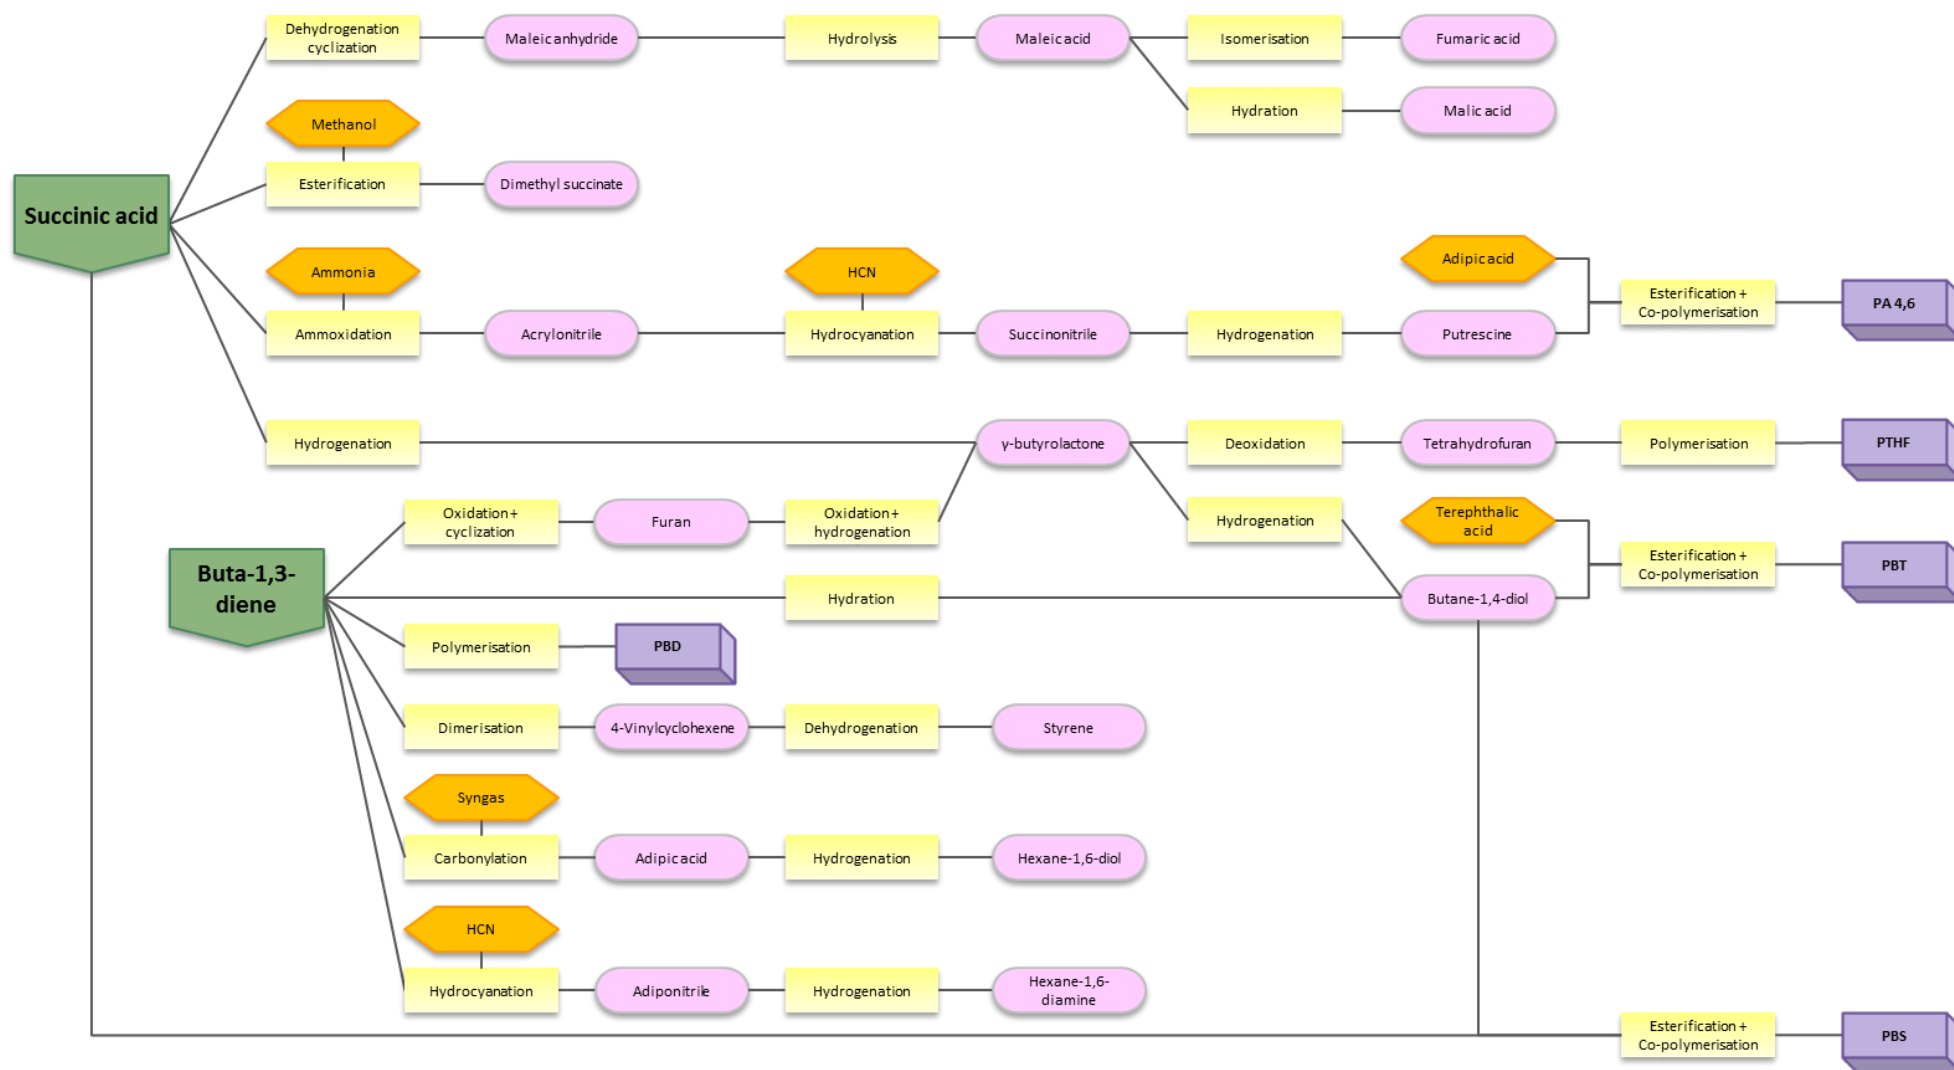 Dehydrogenation
cyclization
Maleic anhydride
Hydrolysis
Maleic acid
Isomerisation
Fumaric acid
Hydration
Malic acid
Methanol
Esterification
Dimethyl succinate
Succinic acid
Ammonia
HCN
Adipic acid
Ammoxidation
Acrylonitrile
Hydrocyanation
Succinonitrile
Hydrogenation
Putrescine
Esterification +
Co-polymerisation
PA 4,6
Hydrogenation
γ-butyrolactone
Deoxidation
Tetrahydrofuran
Polymerisation
PTHF
Oxidation +
cyclization
Furan
Oxidation +
hydrogenation
Hydrogenation
Terephthalic
acid
Esterification +
Co-polymerisation
PBT
Buta-1,3-
diene
Hydration
Butane-1,4-diol
Polymerisation
PBD
Dimerisation
4-Vinylcyclohexene
Dehydrogenation
Styrene
Syngas
Carbonylation
Adipic acid
Hydrogenation
Hexane-1,6-diol
HCN
Hydrocyanation
Adiponitrile
Hydrogenation
Hexane-1,6-
diamine
Esterification +
Co-polymerisation
PBS